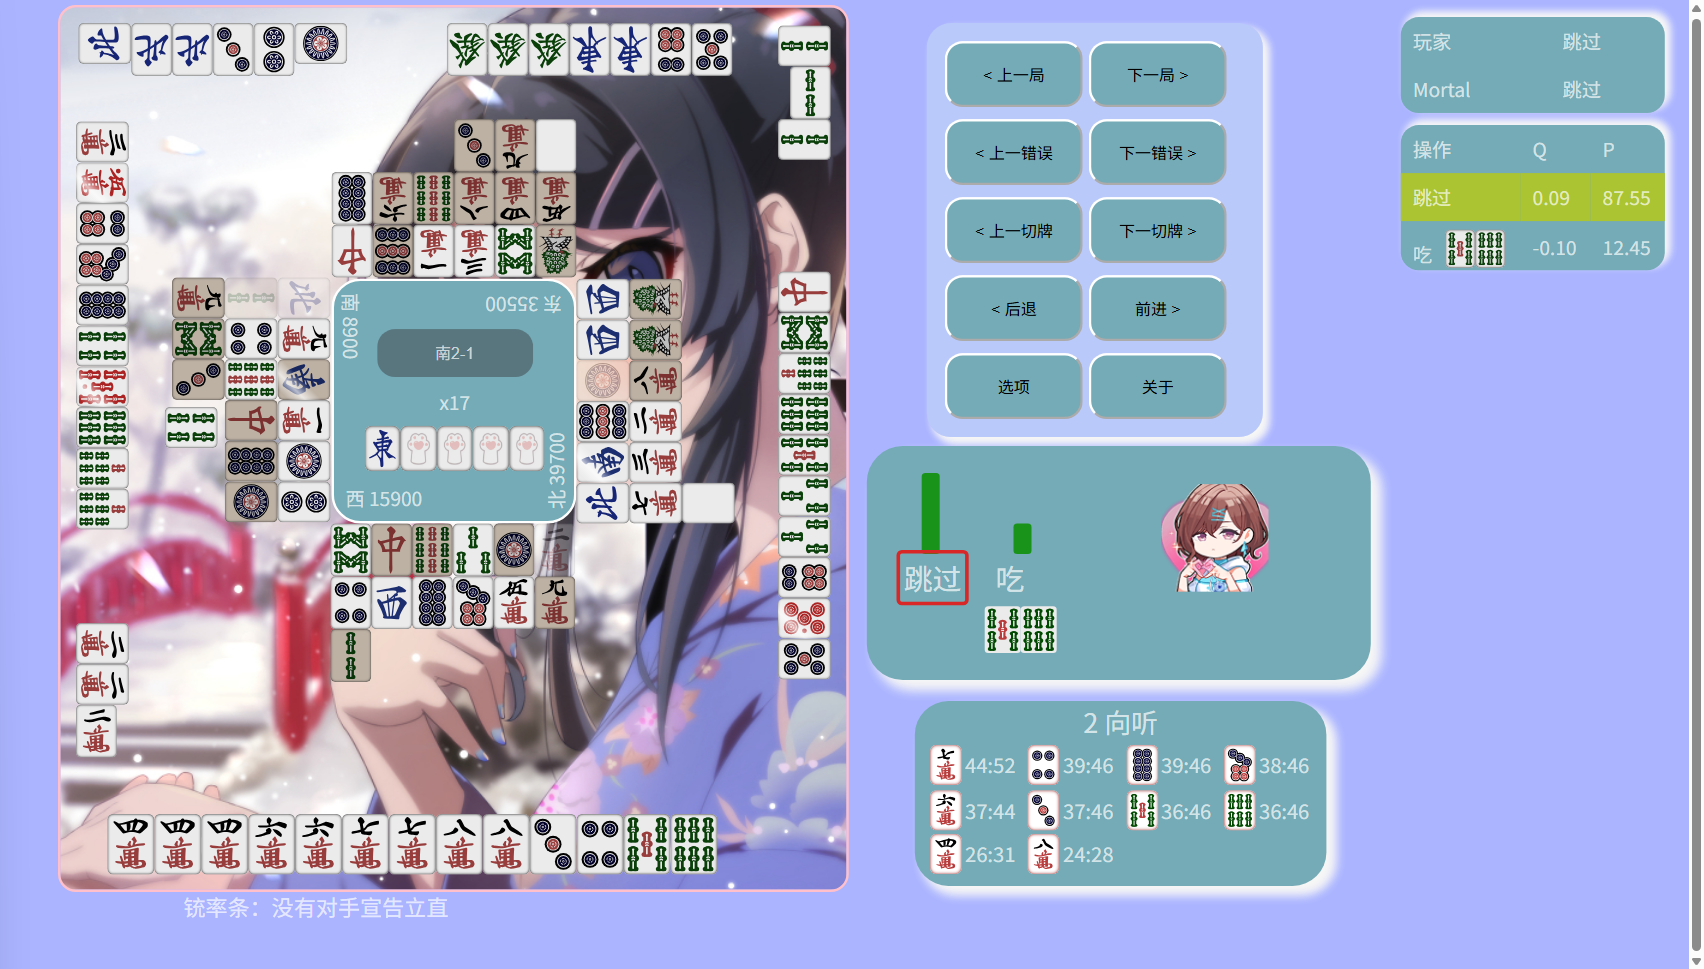 < 上一局
下一局 >
< 上一错误
下一错误 >
< 上一切牌
下一切牌 >
< 后退
前进 >
选项
关于
玩家 跳过
Mortal 跳过
操作 Q P
跳过 0.09 87.55
吃 -0.10 12.45
东 35500
南 8900
南2-1
x17
西 15900
北 39700
跳过
吃
2 向听
44:52
39:46
39:46
38:46
37:44
37:46
36:46
36:46
26:31
24:28
铳率条：没有对手宣告立直